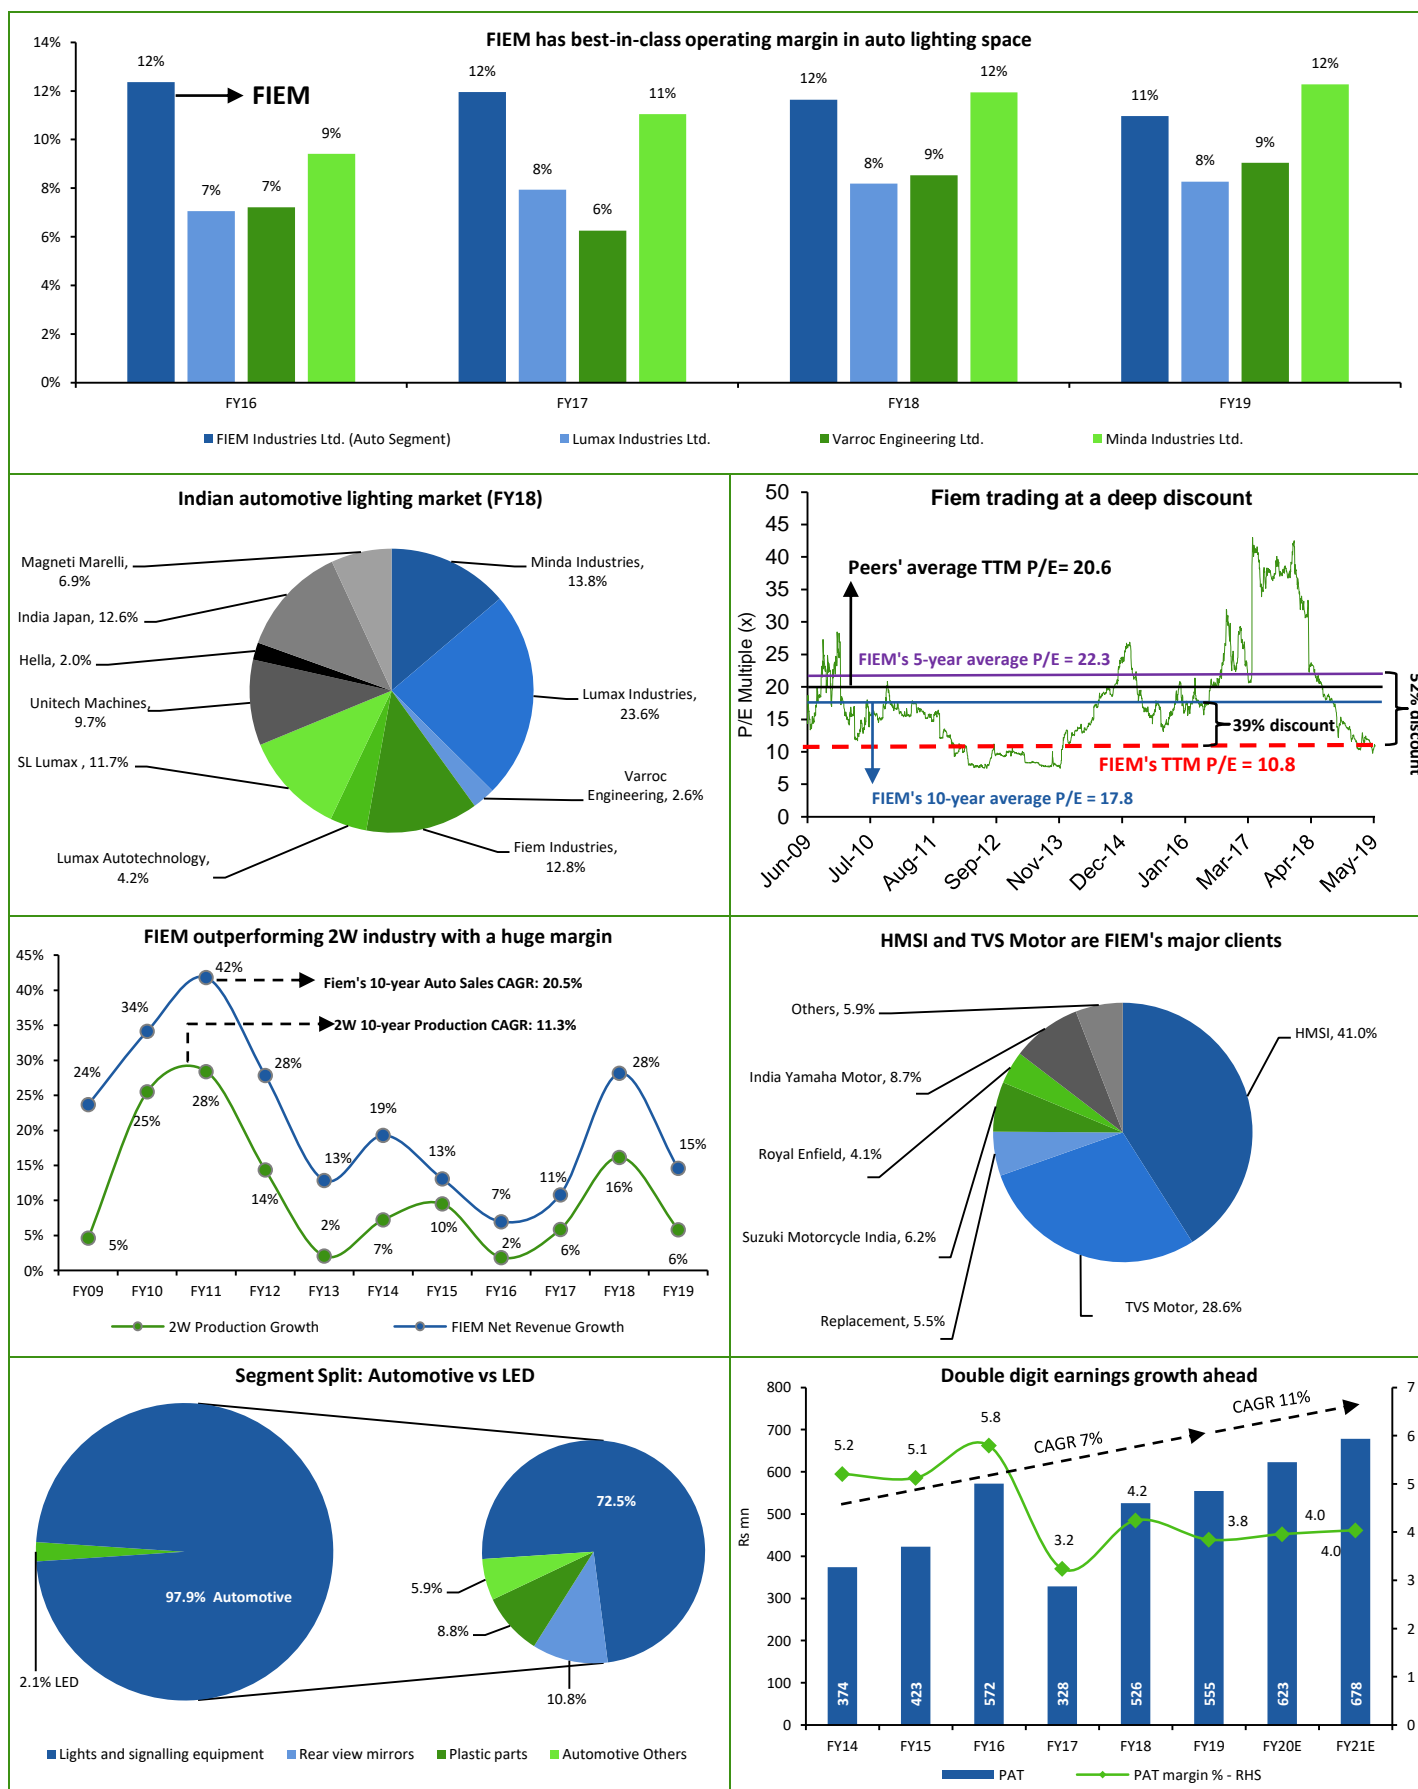 FIEM has best-in-class operating margin in auto lighting space
14%
12%
10%
8%
6%
4%
2%
0%
12%
7%
7%
9%
12%
8%
6%
11%
12%
8%
9%
12%
11%
8%
9%
12%
FIEM
FY16
FY17
FY18
FY19
FIEM Industries Ltd. (Auto Segment)
Lumax Industries Ltd.
Varroc Engineering Ltd.
Minda Industries Ltd.
Indian automotive lighting market (FY18)
Magneti Marelli,
6.9%
India Japan, 12.6%
Hella, 2.0%
Unitech Machines,
9.7%
SL Lumax , 11.7%
Lumax Autotechnology,
4.2%
Minda Industries,
13.8%
Lumax Industries,
23.6%
Varroc
Engineering, 2.6%
Fiem Industries,
12.8%
Fiem trading at a deep discount
P/E Multiple (x)
50
45
40
35
30
25
20
15
10
5
0
Peers' average TTM P/E= 20.6
FIEM's 5-year average P/E = 22.3
39% discount
52% discount
FIEM's TTM P/E = 10.8
FIEM's 10-year average P/E = 17.8
Jun-09
Jul-10
Aug-11
Sep-12
Nov-13
Dec-14
Jan-16
Mar-17
Apr-18
May-19
FIEM outperforming 2W industry with a huge margin
45%
40%
35%
30%
25%
20%
15%
10%
5%
0%
Fiem's 10-year Auto Sales CAGR: 20.5%
2W 10-year Production CAGR: 11.3%
24%
34%
42%
28%
13%
19%
13%
7%
11%
28%
15%
5%
25%
28%
14%
2%
7%
10%
2%
6%
16%
6%
FY09
FY10
FY11
FY12
FY13
FY14
FY15
FY16
FY17
FY18
FY19
2W Production Growth
FIEM Net Revenue Growth
HMSI and TVS Motor are FIEM's major clients
Others, 5.9%
HMSI, 41.0%
India Yamaha Motor, 8.7%
Royal Enfield, 4.1%
Suzuki Motorcycle India, 6.2%
Replacement, 5.5%
TVS Motor, 28.6%
Segment Split: Automotive vs LED
97.9% Automotive
2.1% LED
72.5%
5.9%
8.8%
10.8%
Lights and signalling equipment
Rear view mirrors
Plastic parts
Automotive Others
Double digit earnings growth ahead
Rs mn
800
700
600
500
400
300
200
100
0
7
6
5
4
3
2
1
0
CAGR 7%
CAGR 11%
5.2
5.1
5.8
3.2
4.2
3.8
4.0
4.0
374
423
572
328
526
555
623
678
FY14
FY15
FY16
FY17
FY18
FY19
FY20E
FY21E
PAT
PAT margin % - RHS